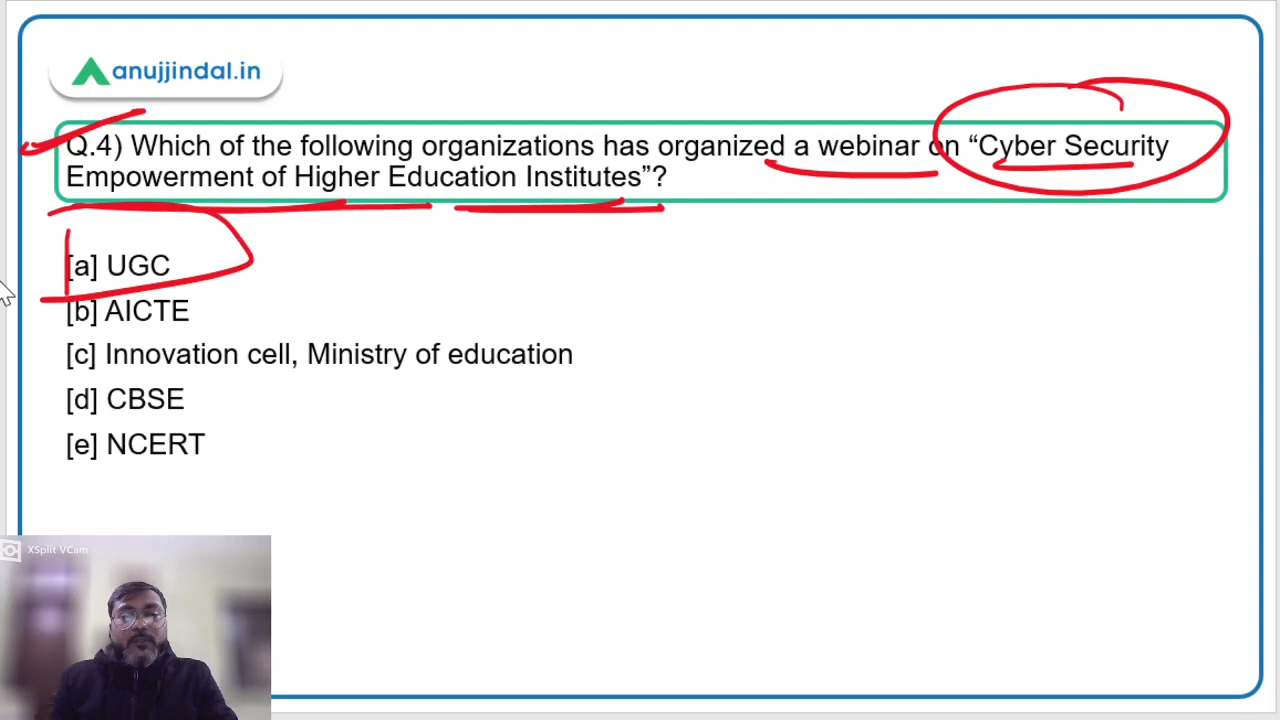 anujjindal.in
Q.4) Which of the following organizations has organized a webinar on “Cyber Security
Empowerment of Higher Education Institutes”?
[a] UGC
[b] AICTE
[c] Innovation cell, Ministry of education
[d] CBSE
[e] NCERT
XSplit VCam